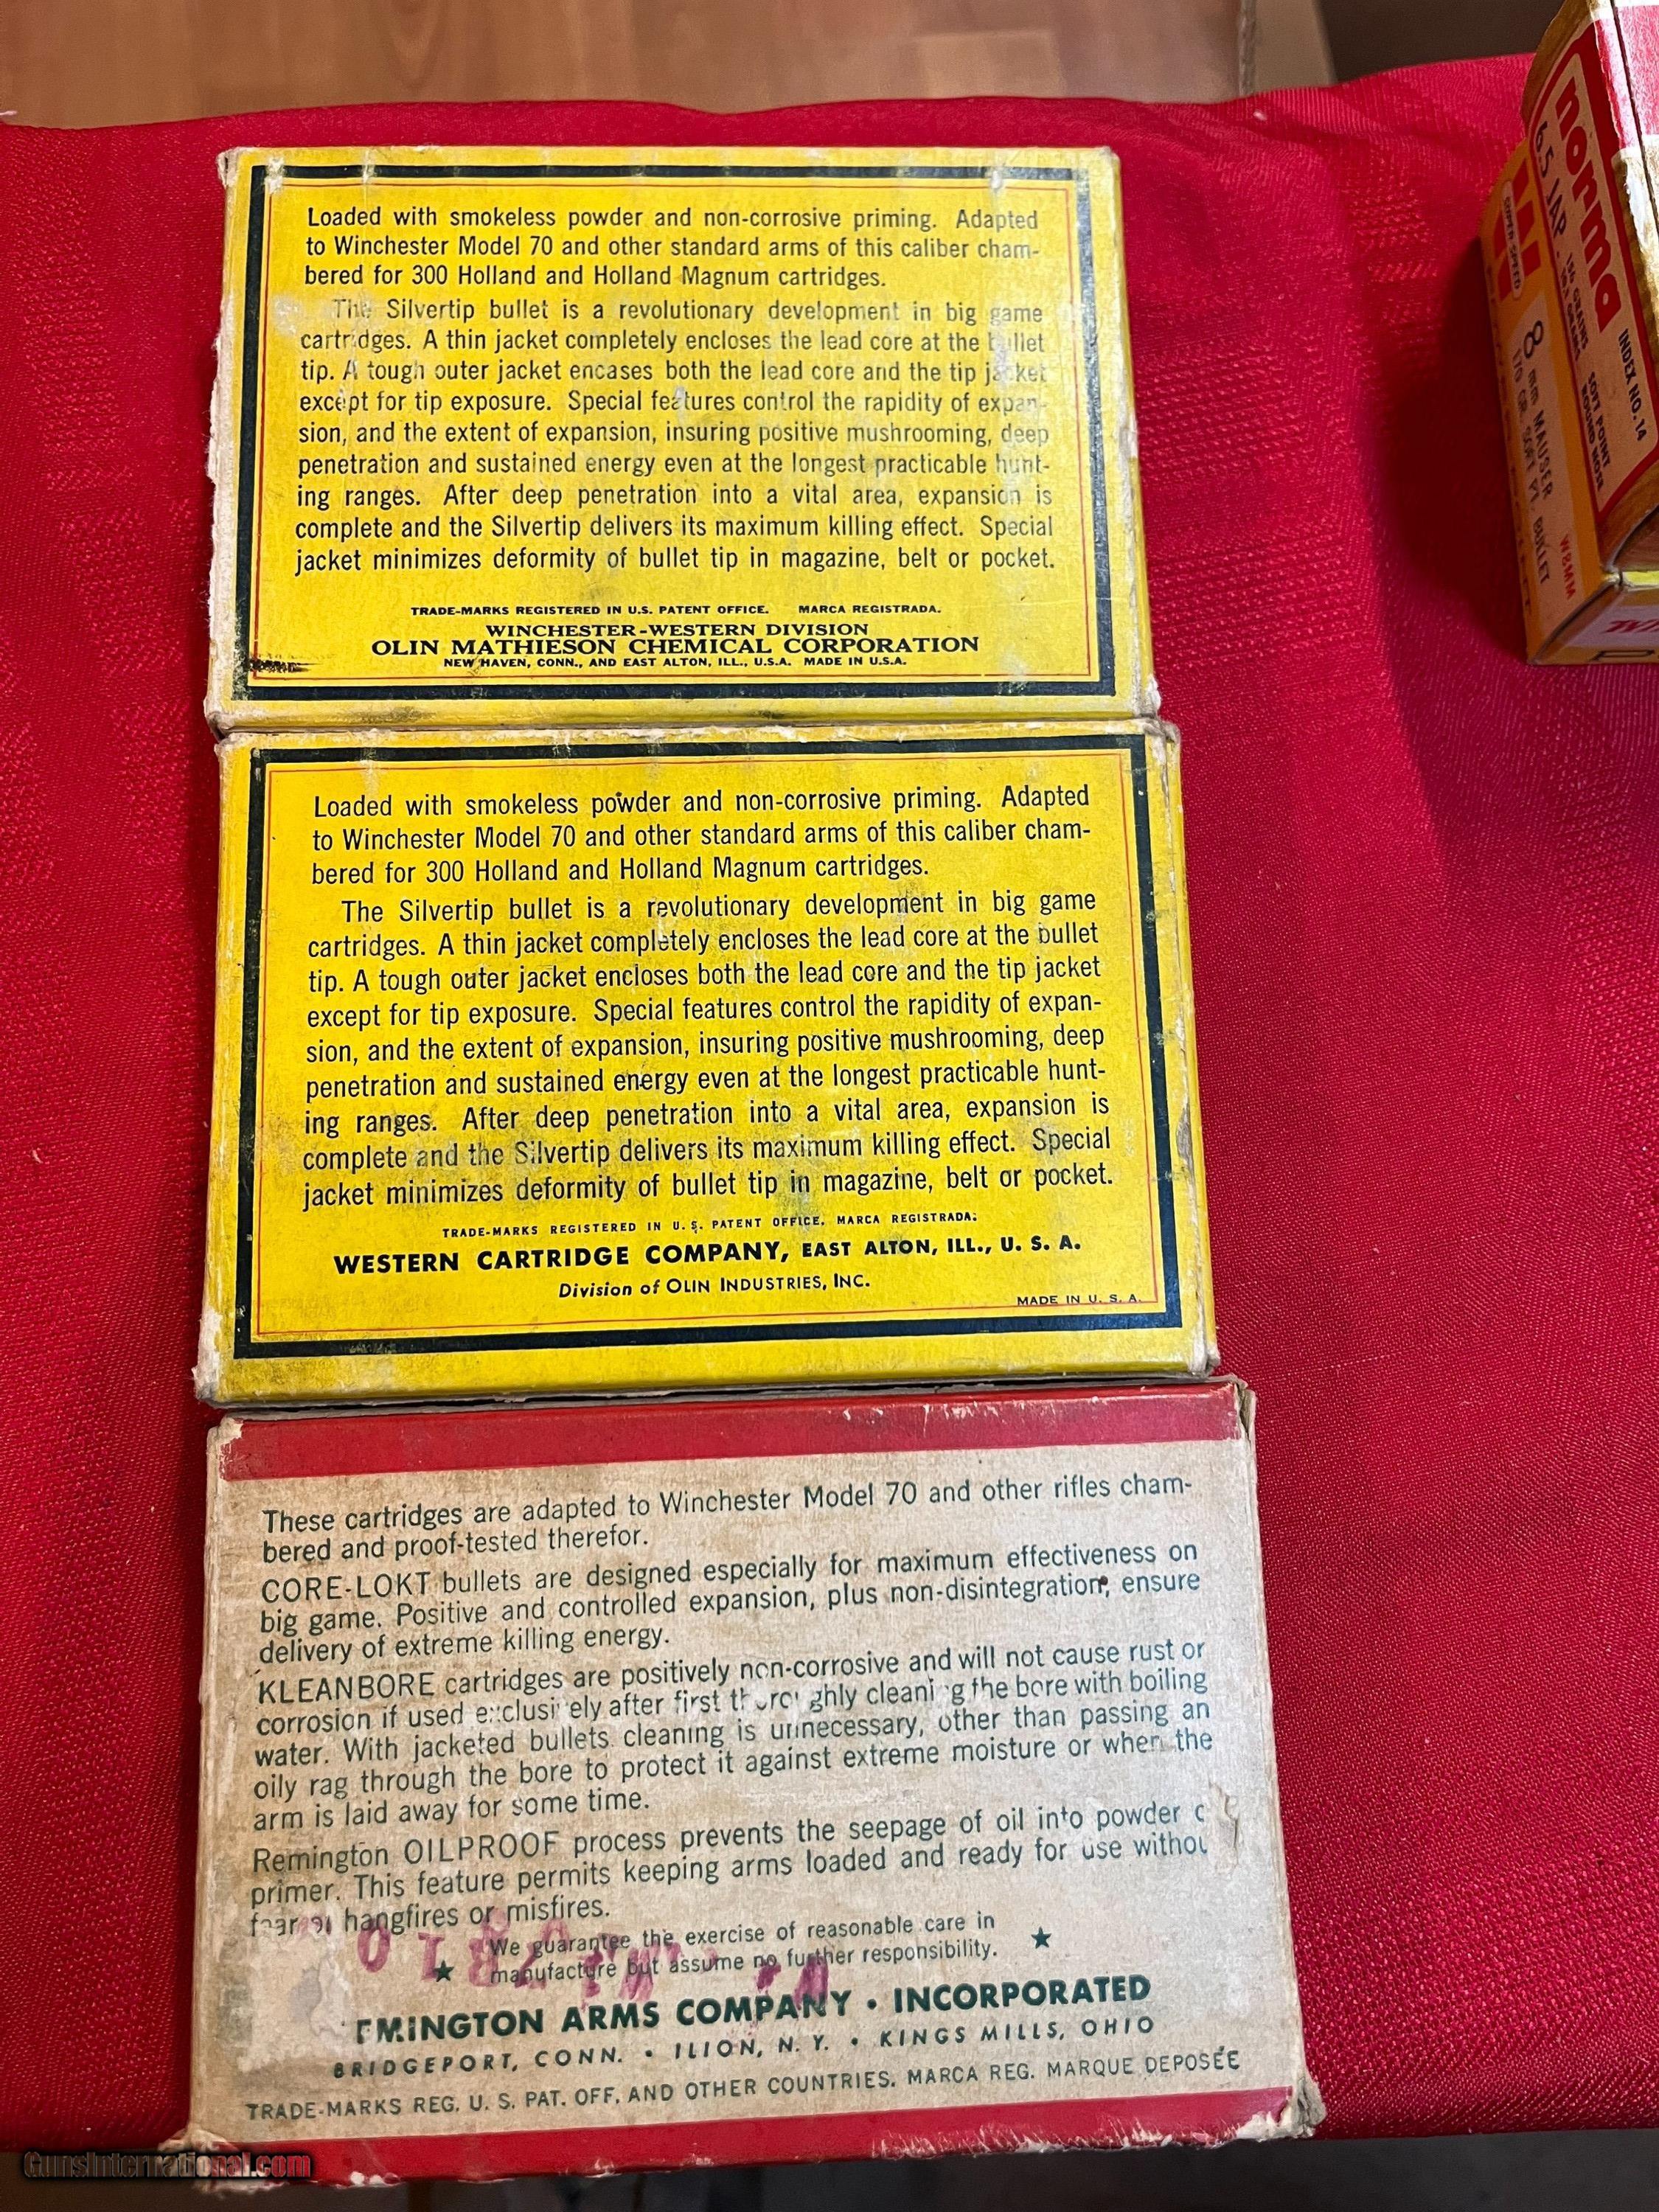 Loaded with smokeless powder and non-corrosive priming. Adapted
to Winchester Model 70 and other standard arms of this caliber cham-
bered for 300 Holland and Holland Magnum cartridges.
The Silvertip bullet is a revolutionary development in big game
cartridges. A thin jacket completely encloses the lead core at the bullet
tip. A tough outer jacket encases both the lead core and the tip jacket
except for tip exposure. Special features control the rapidity of expan-
sion, and the extent of expansion, insuring positive mushrooming, deep
penetration and sustained energy even at the longest practicable hunt-
ing ranges. After deep penetration into a vital area, expansion is
complete and the Silvertip delivers its maximum killing effect. Special
jacket minimizes deformity of bullet tip in magazine, belt or pocket.
TRADE-MARKS REGISTERED IN U.S. PATENT OFFICE. MARCA REGISTRADA.
WINCHESTER-WESTERN DIVISION
OLIN MATHIESON CHEMICAL CORPORATION
NEW HAVEN, CONN., AND EAST ALTON, ILL., U.S.A. MADE IN U.S.A.
Loaded with smokeless powder and non-corrosive priming. Adapted
to Winchester Model 70 and other standard arms of this caliber cham-
bered for 300 Holland and Holland Magnum cartridges.
The Silvertip bullet is a revolutionary development in big game
cartridges. A thin jacket completely encloses the lead core at the bullet
tip. A tough outer jacket encloses both the lead core and the tip jacket
except for tip exposure. Special features control the rapidity of expan-
sion, and the extent of expansion, insuring positive mushrooming, deep
penetration and sustained energy even at the longest practicable hunt-
ing ranges. After deep penetration into a vital area, expansion is
complete and the Silvertip delivers its maximum killing effect. Special
jacket minimizes deformity of bullet tip in magazine, belt or pocket.
TRADE-MARKS REGISTERED IN U.S. PATENT OFFICE. MARCA REGISTRADA.
WESTERN CARTRIDGE COMPANY, EAST ALTON, ILL., U. S. A.
Division of OLIN INDUSTRIES, INC.
MADE IN U. S. A.
These cartridges are adapted to Winchester Model 70 and other rifles cham-
bered and proof-tested therefor.
CORE-LOKT bullets are designed especially for maximum effectiveness on
big game. Positive and controlled expansion, plus non-disintegration, ensure
delivery of extreme killing energy.
KLEANBORE cartridges are positively non-corrosive and will not cause rust or
corrosion if used exclusively after first thoroughly cleaning the bore with boiling
water. With jacketed bullets cleaning is unnecessary, other than passing an
oily rag through the bore to protect it against extreme moisture or when the
arm is laid away for some time.
Remington OILPROOF process prevents the seepage of oil into powder o
primer. This feature permits keeping arms loaded and ready for use withou
fear of hangfires or misfires.
We guarantee the exercise of reasonable care in
manufacture but assume no further responsibility.
EMINGTON ARMS COMPANY • INCORPORATED
BRIDGEPORT, CONN. • ILION, N. Y. • KINGS MILLS, OHIO
TRADE-MARKS REG. U. S. PAT. OFF. AND OTHER COUNTRIES. MARCA REG. MARQUE DEPOSÉE
norma
INDEX NO. 14
6.5 JAP
SOFT POINT
ROUND NOSE
W
SUPER SPEED
8 mm MAUSER
170 GR. SOFT PT. BULLET
W8MM
GunsInternational.com